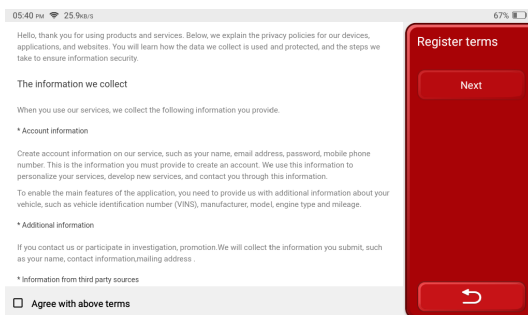 05:40 PM 25.9KB/S 67%
Hello, thank you for using products and services. Below, we explain the privacy policies for our devices,
applications, and websites. You will learn how the data we collect is used and protected, and the steps we
take to ensure information security.
The information we collect
When you use our services, we collect the following information you provide.
* Account information
Create account information on our service, such as your name, email address, password, mobile phone
number. This is the information you must provide to create an account. We use this information to
personalize your services, develop new services, and contact you through this information.
To enable the main features of the application, you need to provide us with additional information about your
vehicle, such as vehicle identification number (VINS), manufacturer, model, engine type and mileage.
* Additional information
If you contact us or participate in investigation, promotion.We will collect the information you submit, such
as your name, contact information,mailing address .
* Information from third party sources
Agree with above terms
Register terms
Next